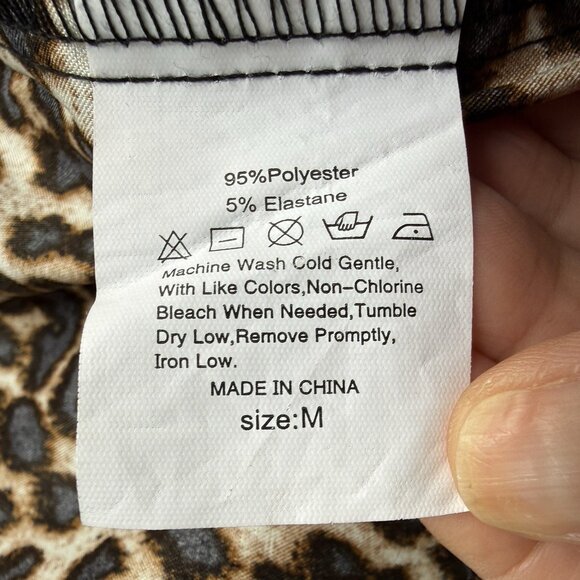 95%Polyester
5% Elastane
Machine Wash Cold Gentle,
With Like Colors,Non-Chlorine
Bleach When Needed,Tumble
Dry Low,Remove Promptly,
Iron Low.
MADE IN CHINA
size:M